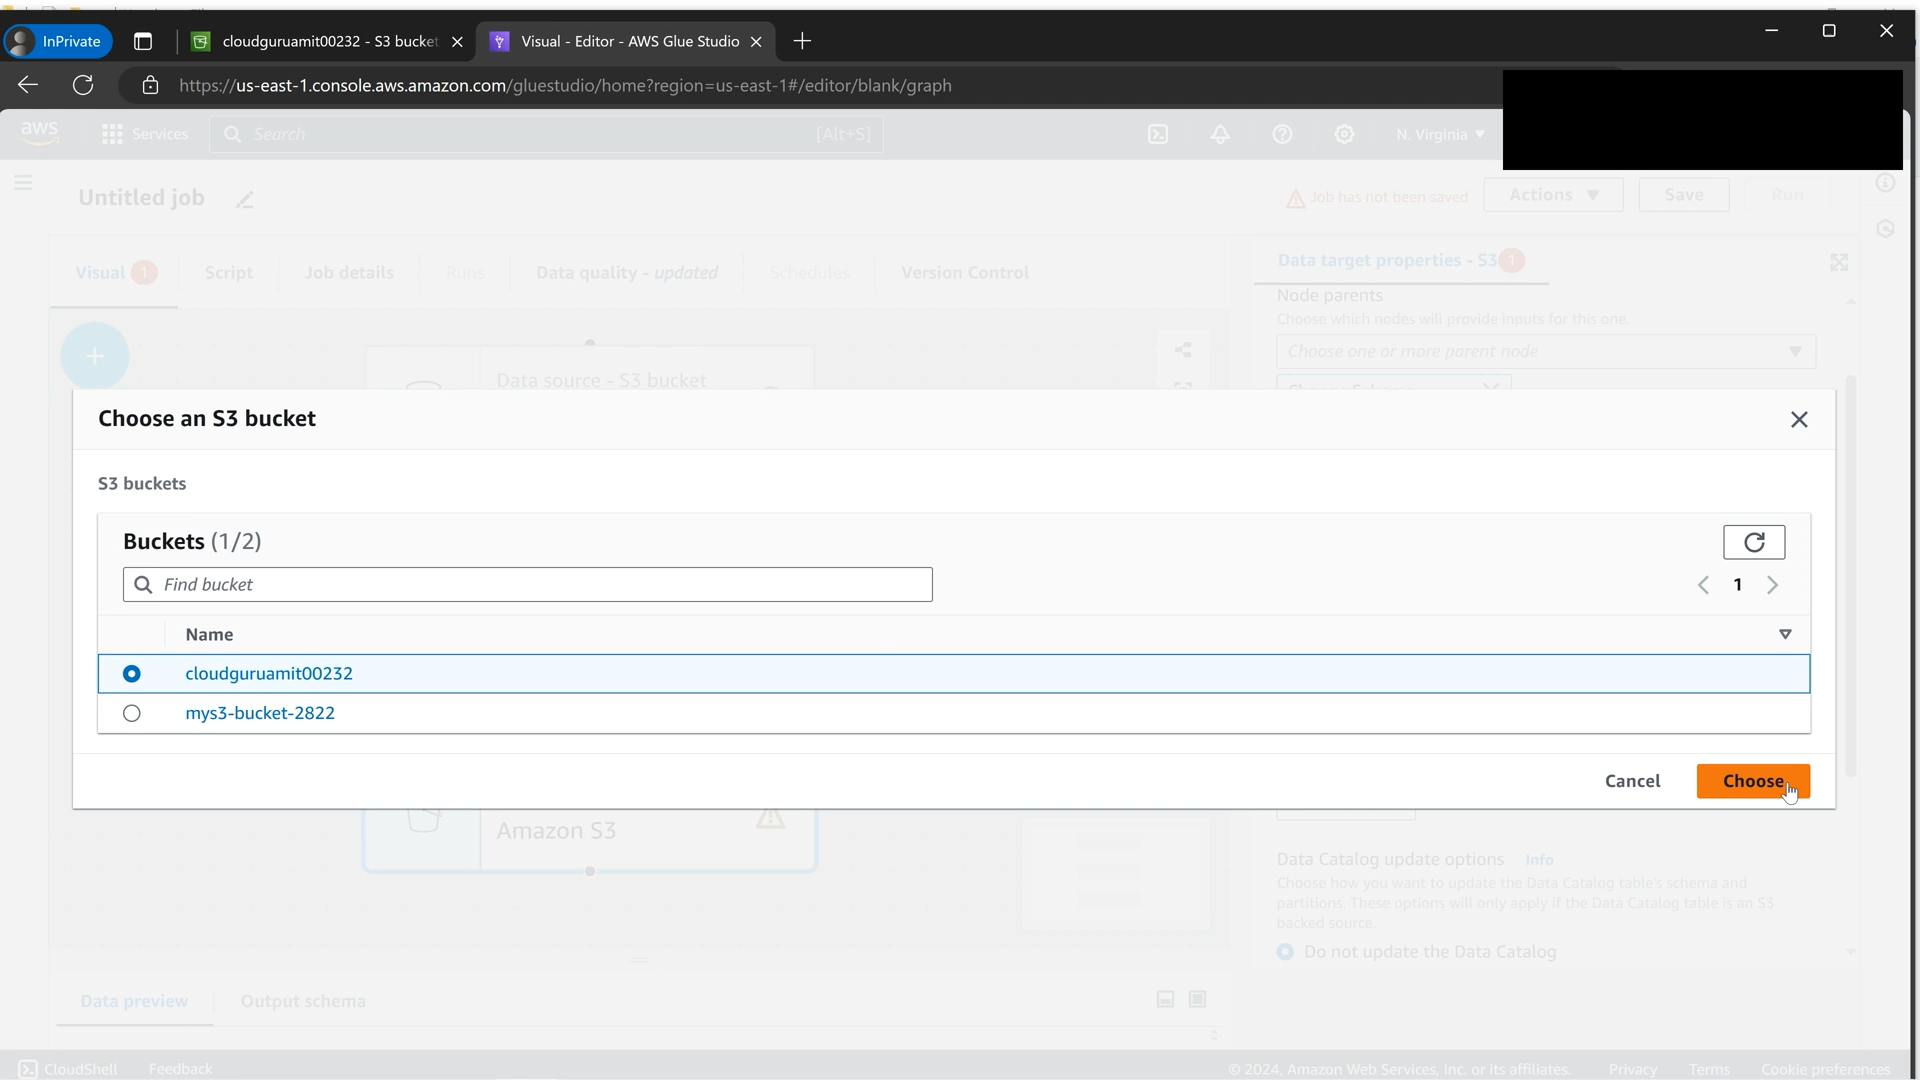 InPrivate
cloudguruamit00232 - S3 bucket
Visual - Editor - AWS Glue Studio
https://us-east-1.console.aws.amazon.com/gluestudio/home?region=us-east-1#/editor/blank/graph
aws
Services
Search
[Alt+S]
N. Virginia
Untitled job
Job has not been saved
Actions
Save
Run
Visual 1
Script
Job details
Runs
Data quality - updated
Schedules
Version Control
Data target properties - S3 1
Node parents
Choose which nodes will provide inputs for this one.
Choose one or more parent node
Data source - S3 bucket
Choose an S3 bucket
S3 buckets
Buckets (1/2)
Find bucket
1
Name
cloudguruamit00232
mys3-bucket-2822
Cancel
Choose
Amazon S3
Data Catalog update options Info
Choose how you want to update the Data Catalog table's schema and
partitions. These options will only apply if the Data Catalog table is an S3
backed source.
Do not update the Data Catalog
Data preview
Output schema
CloudShell
Feedback
© 2024, Amazon Web Services, Inc. or its affiliates.
Privacy
Terms
Cookie preferences